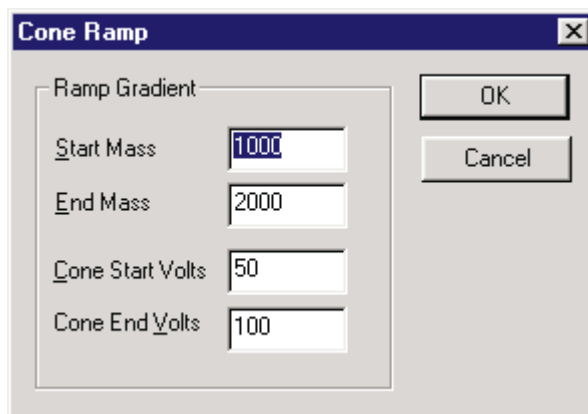 Cone Ramp
Ramp Gradient
Start Mass 1000
End Mass 2000
Cone Start Volts 50
Cone End Volts 100
OK
Cancel